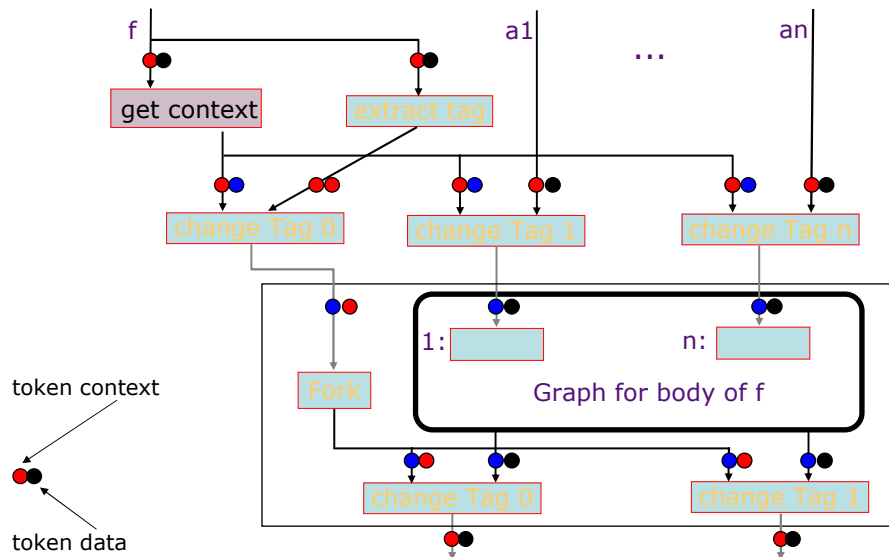 f
a1
...
an
get context
extract tag
change Tag 0
change Tag 1
change Tag n
1:
n:
Fork
Graph for body of f
token context
change Tag 0
change Tag 1
token data